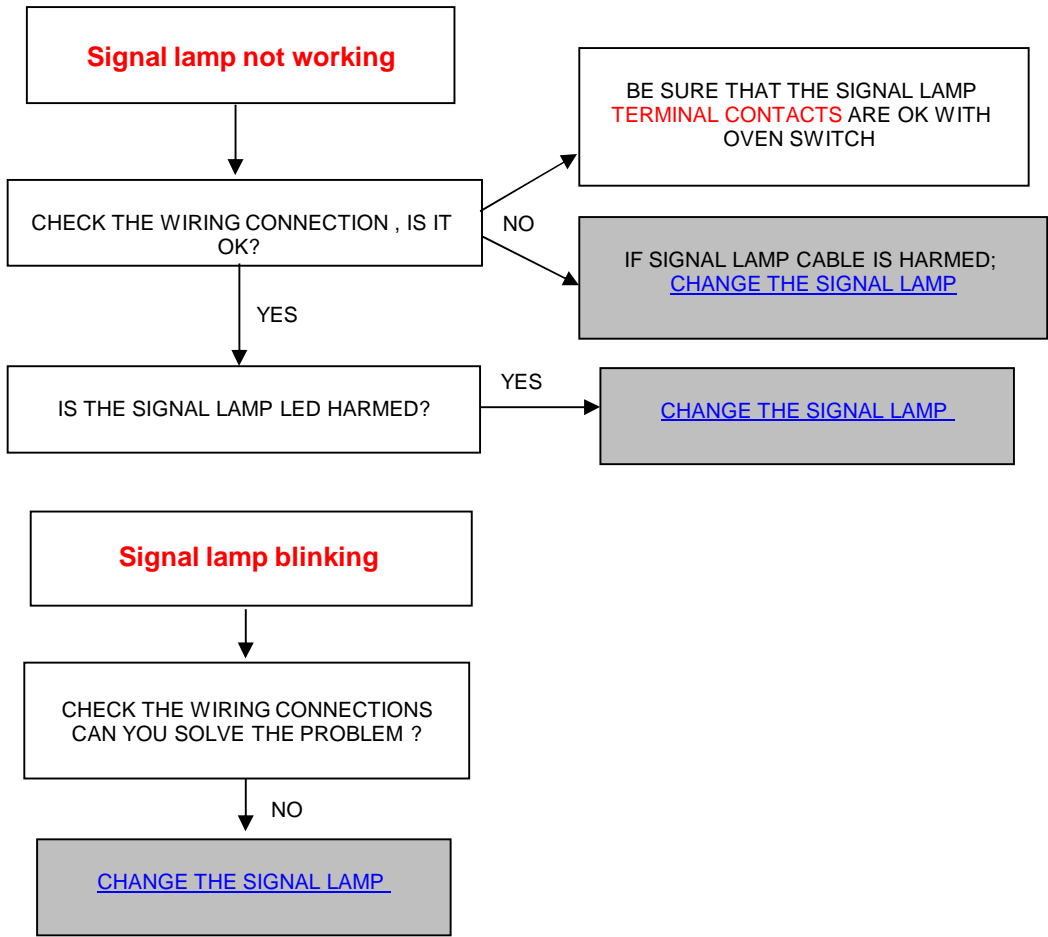 Signal lamp not working
BE SURE THAT THE SIGNAL LAMP
TERMINAL CONTACTS ARE OK WITH
OVEN SWITCH
CHECK THE WIRING CONNECTION , IS IT
OK?
NO
IF SIGNAL LAMP CABLE IS HARMED;
CHANGE THE SIGNAL LAMP
YES
IS THE SIGNAL LAMP LED HARMED?
YES
CHANGE THE SIGNAL LAMP
Signal lamp blinking
CHECK THE WIRING CONNECTIONS
CAN YOU SOLVE THE PROBLEM ?
NO
CHANGE THE SIGNAL LAMP